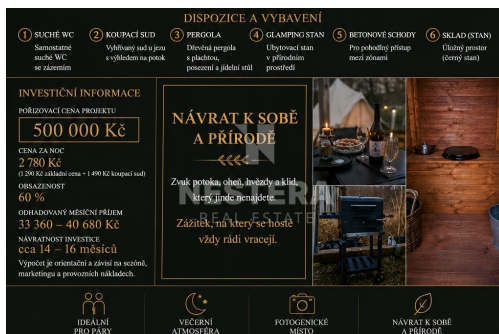 DISPOZICE A VYBAVENÍ
1 SUCHÉ WC
Samostatné
suché WC
se zázemím
2 KOUPACÍ SUD
Vyhřívaný sud u jezu
s výhledem na potok
3 PERGOLA
Dřevěná pergola
s plachtou,
posezení a jídelní stůl
4 GLAMPING STAN
Ubytovací stan
v přírodním
prostředí
5 BETONOVÉ SCHODY
Pro pohodlný přístup
mezi zónami
6 SKLAD (STAN)
Úložný prostor
(černý stan)
INVESTIČNÍ INFORMACE
POŘIZOVACÍ CENA PROJEKTU
500 000 Kč
CENA ZA NOC
2 780 Kč
(1 290 Kč základní cena + 1 490 Kč koupací sud)
OBSAZENOST
60 %
ODHADOVANÝ MĚSÍČNÍ PŘÍJEM
33 360 – 40 680 Kč
NÁVRATNOST INVESTICE
cca 14 – 16 měsíců
Výpočet je orientační a závisí na sezóně,
marketingu a provozních nákladech.
NÁVRAT K SOBĚ
A PŘÍRODĚ
Zvuk potoka, oheň, hvězdy a klid,
který jinde nenajdete.
NESTERA
REAL ESTATE
Zážitek, na který se hosté
vždy rádi vracejí.
IDEÁLNÍ
PRO PÁRY
VEČERNÍ
ATMOSFÉRA
FOTOGENICKÉ
MÍSTO
NÁVRAT K SOBĚ
A PŘÍRODĚ